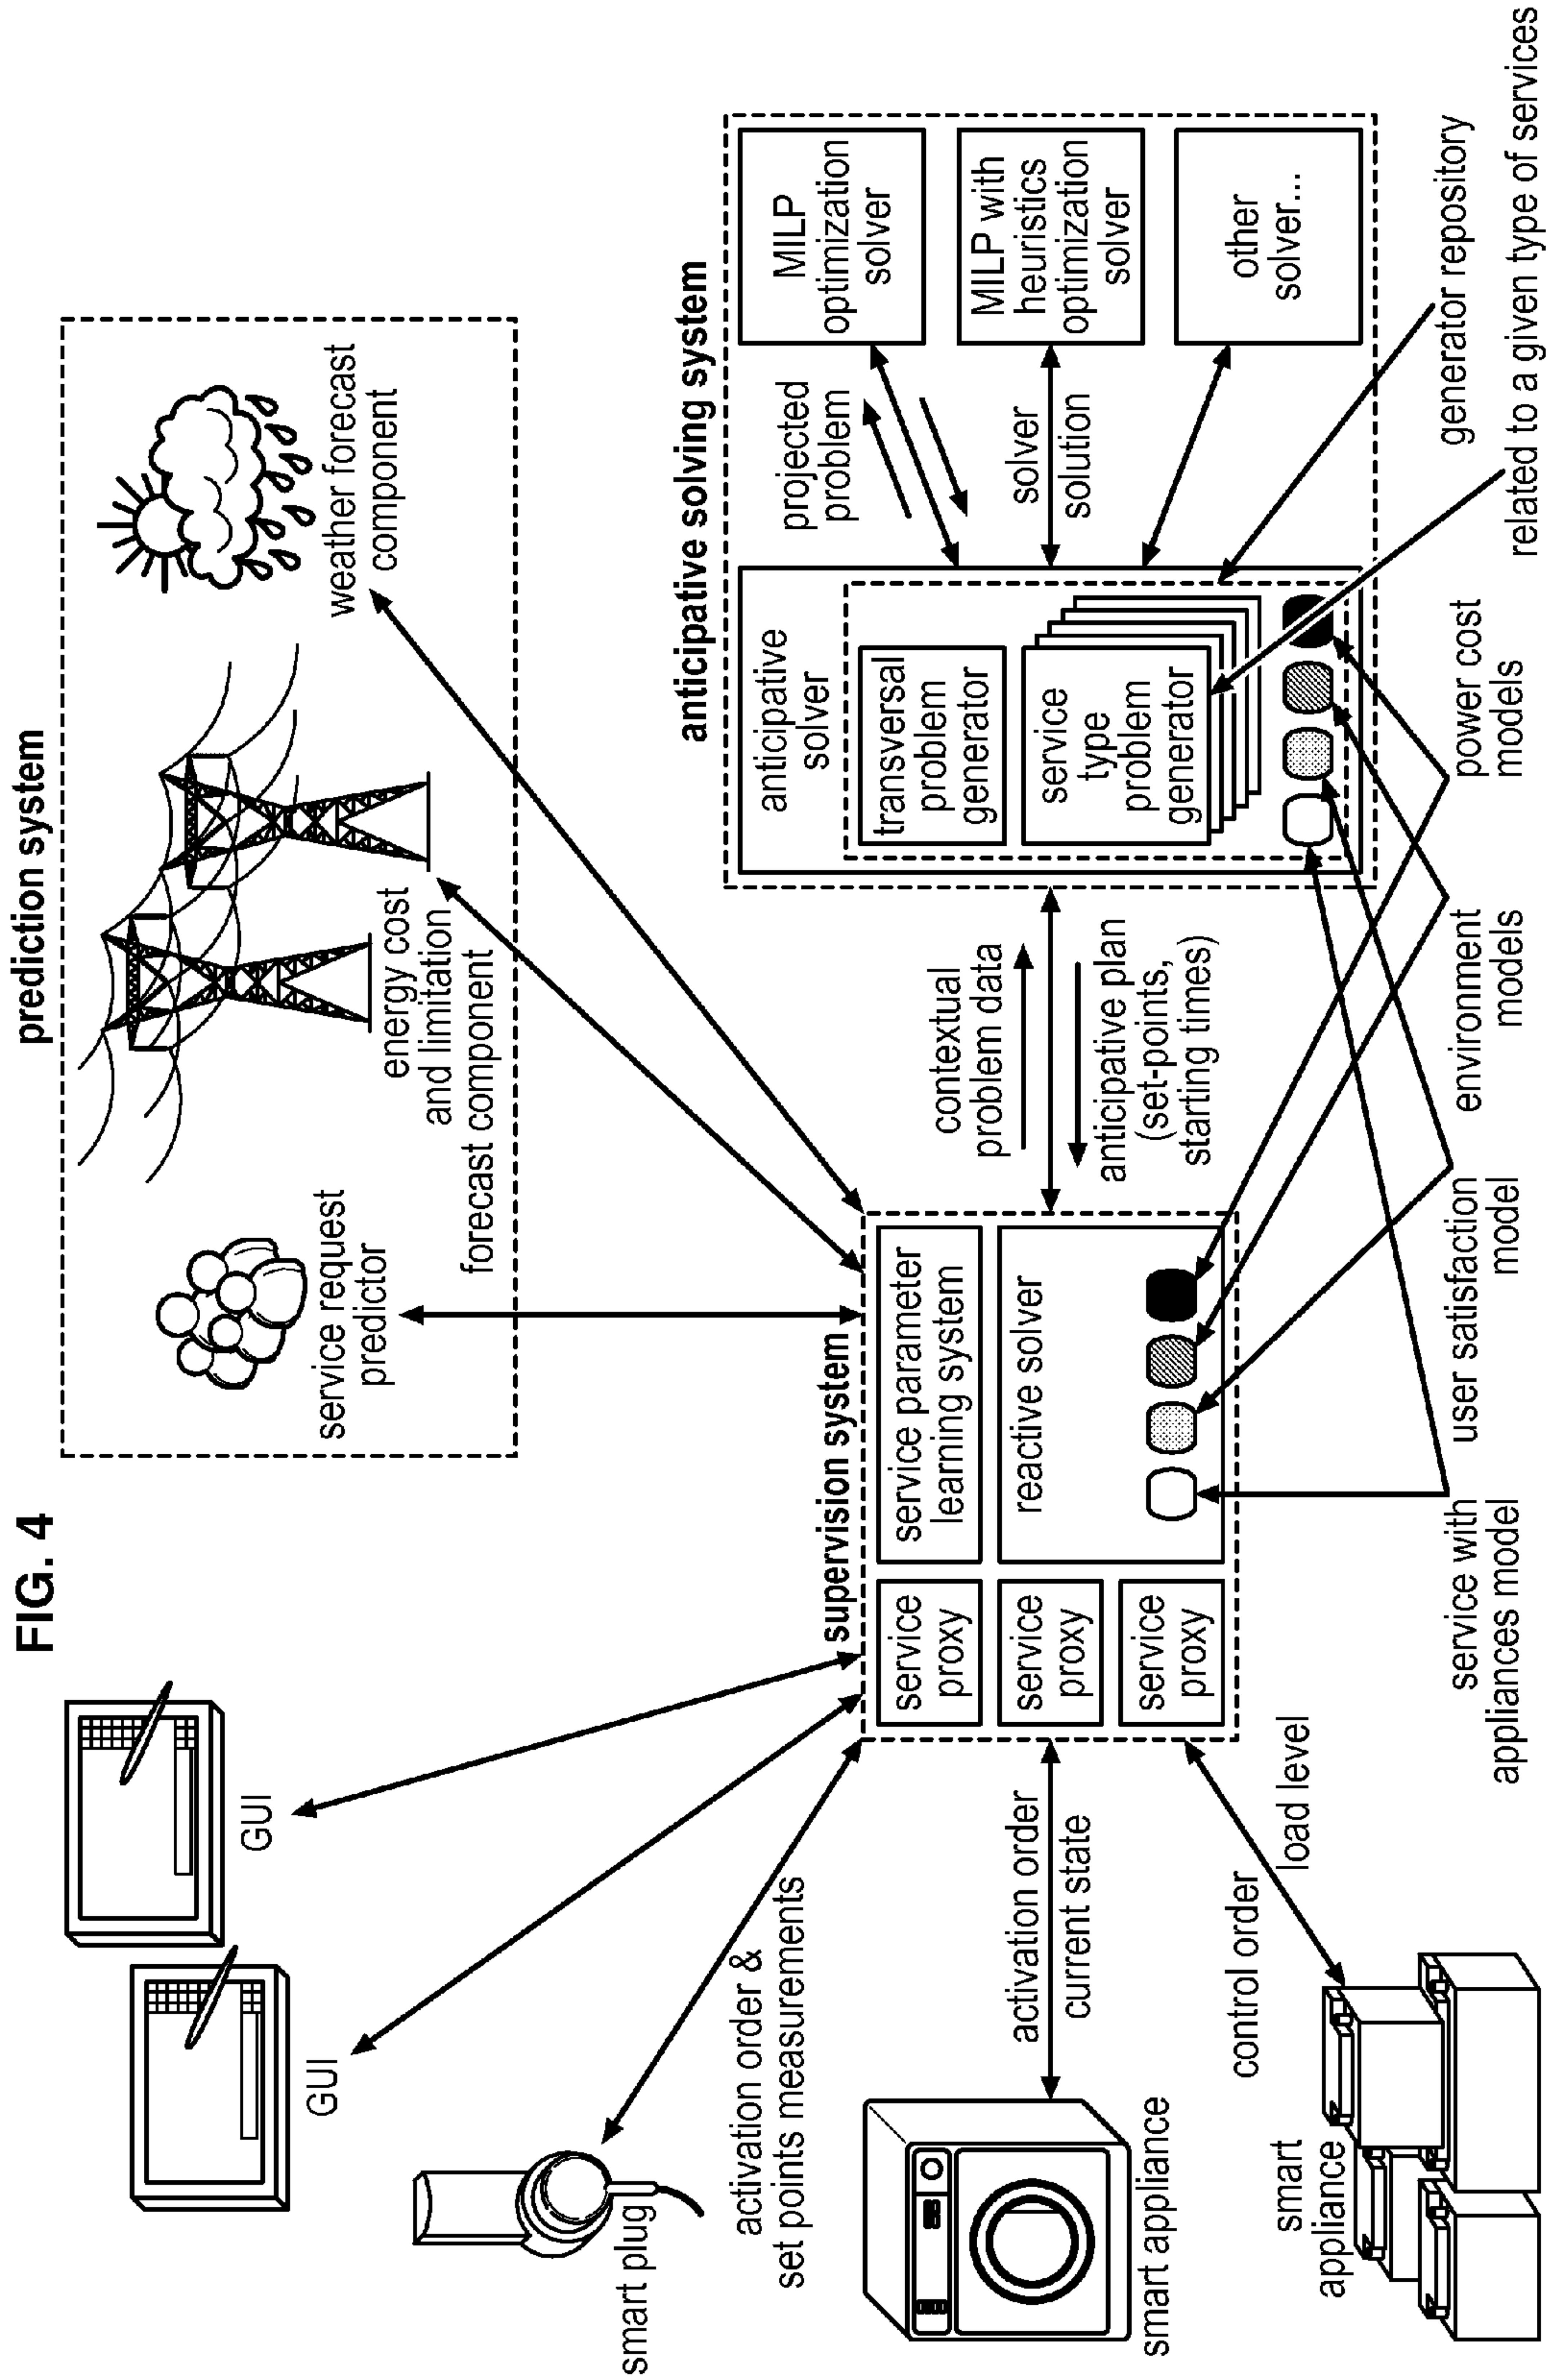 FIG. 4
prediction system
service request
predictor
energy cost
and limitation
forecast component
weather forecast
component
GUI
GUI
smart plug
activation order &
set points measurements
smart appliance
activation order
current state
smart
appliance
control order
load level
supervision system
service
proxy
service
proxy
service
proxy
service parameter
learning system
reactive solver
contextual
problem data
anticipative plan
(set-points,
starting times)
anticipative solving system
anticipative
solver
transversal
problem
generator
service
type
problem
generator
projected
problem
solver
solution
MILP
optimization
solver
MILP with
heuristics
optimization
solver
other
solver...
service with
appliances model
user satisfaction
model
environment
models
power cost
models
generator repository
related to a given type of services